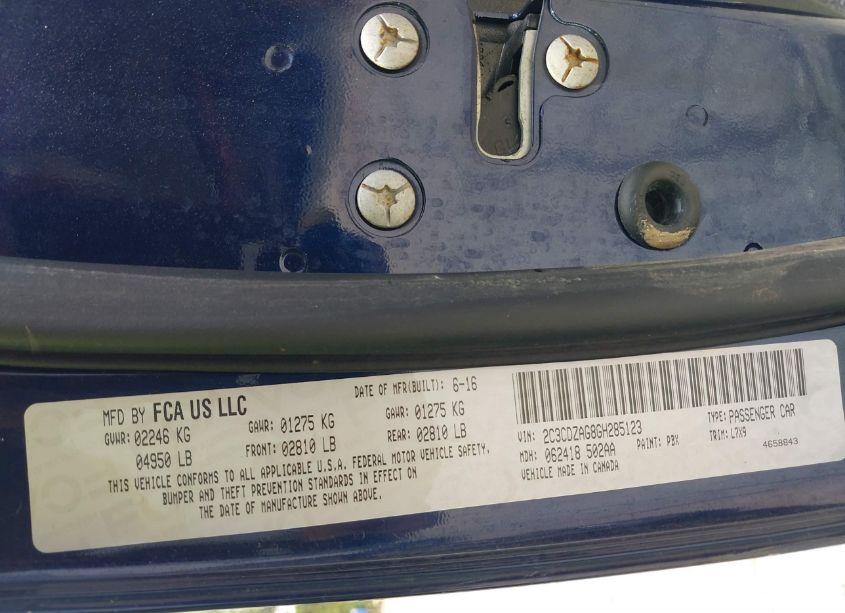 MFD BY FCA US LLC
DATE OF MFR(BUILT): 6-16
GVWR: 02246 KG
04950 LB
GAWR: 01275 KG
FRONT: 02810 LB
GAWR: 01275 KG
REAR: 02810 LB
THIS VEHICLE CONFORMS TO ALL APPLICABLE U.S.A. FEDERAL MOTOR VEHICLE SAFETY,
BUMPER AND THEFT PREVENTION STANDARDS IN EFFECT ON
THE DATE OF MANUFACTURE SHOWN ABOVE.
VIN: 2C3CDZAG8GH285123
TYPE: PASSENGER CAR
MDH: 062418 502AA
PAINT: PBX
TRIM: L7X9
VEHICLE MADE IN CANADA
4658843